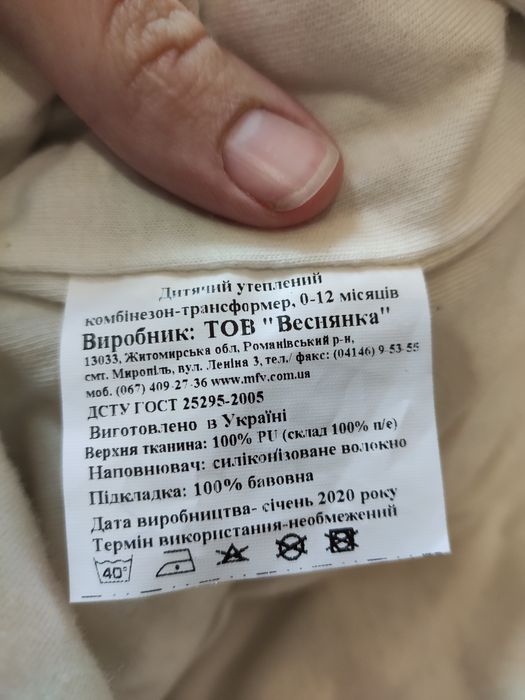 Дитячий утеплений
комбінезон-трансформер, 0-12 місяців
Виробник: ТОВ "Веснянка"
13033, Житомирська обл, Романівський р-н,
смт. Миропіль, вул. Леніна 3, тел./ факс: (04146) 9-53-55
моб. (067) 409-27-36 www.mfv.com.ua
ДСТУ ГОСТ 25295-2005
Виготовлено в Україні
Верхня тканина: 100% PU (склад 100% п/е)
Наповнювач: силіконізоване волокно
Підкладка: 100% бавовна
Дата виробництва- січень 2020 року
Термін використання-необмежений
40°